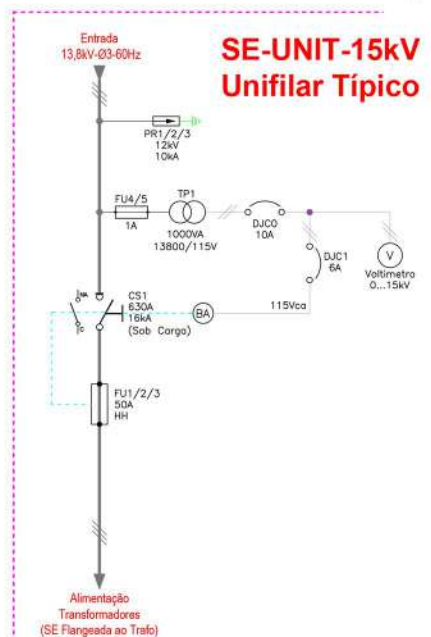 SE-UNIT-15kV
Unifilar Típico
Entrada
13,8kV-Ø3-60Hz
PR1/2/3
12kV
10kA
FU4/5
1A
TP1
1000VA
13800/115V
DJC0
10A
DJC1
6A
V
Voltímetro
0...15kV
NA
C
CS1
630A
16kA
(Sob Carga)
BA
115Vca
FU1/2/3
50A
HH
Alimentação
Transformadores
(SE Flangeada ao Trafo)